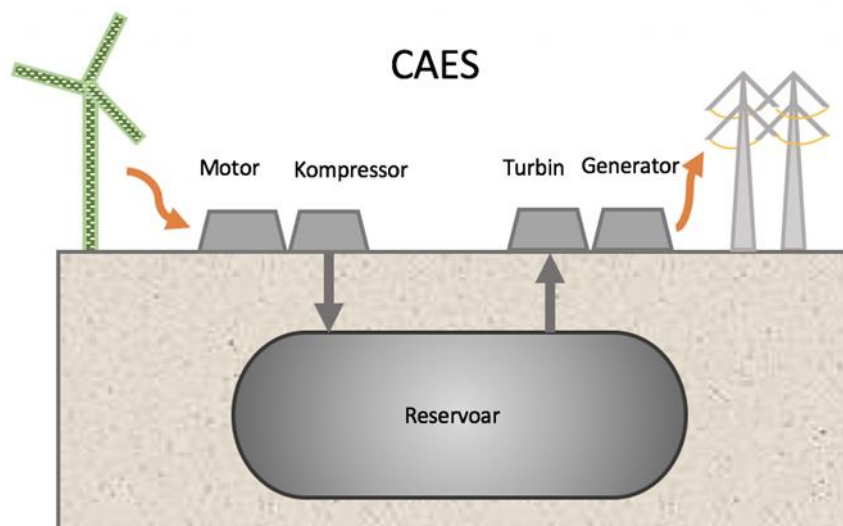 CAES
Motor
Kompressor
Turbin
Generator
Reservoar